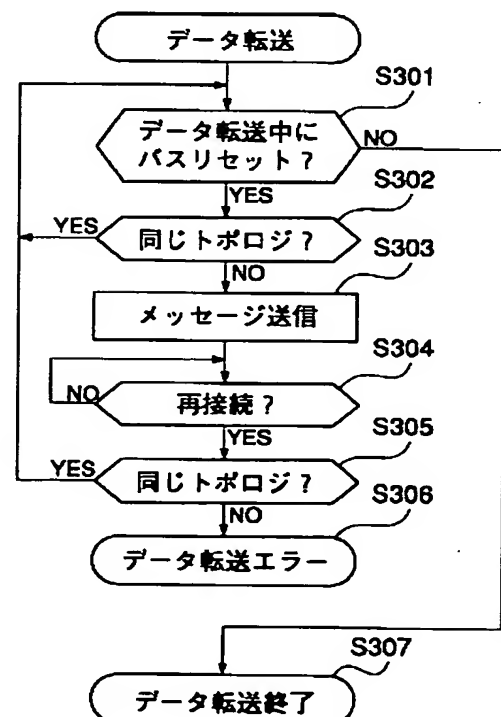 データ転送
S301
データ転送中に
バスリセット?
NO
YES
S302
同じトポロジ?
YES
NO
S303
メッセージ送信
S304
再接続?
NO
YES
S305
同じトポロジ?
YES
NO
S306
データ転送エラー
S307
データ転送終了